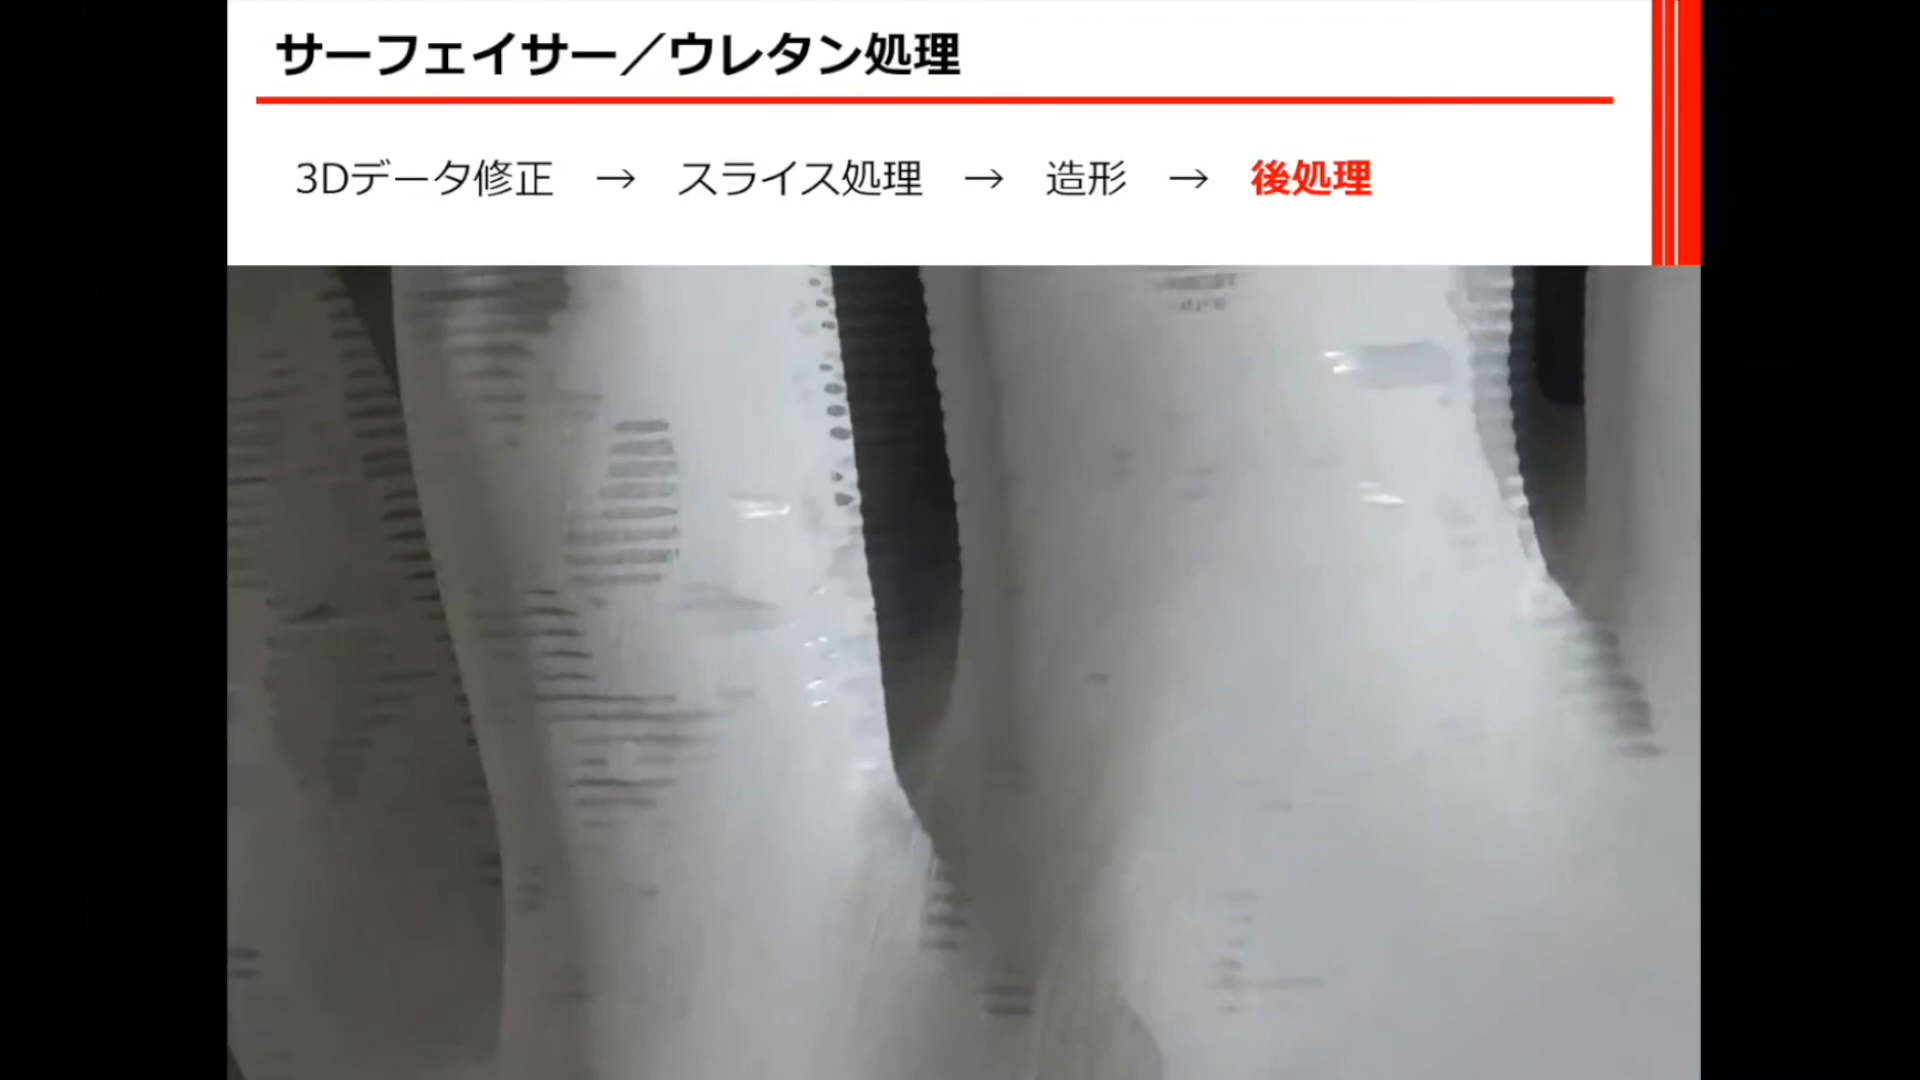 サーフェイサー／ウレタン処理
3Dデータ修正　→　スライス処理　→　造形　→　後処理